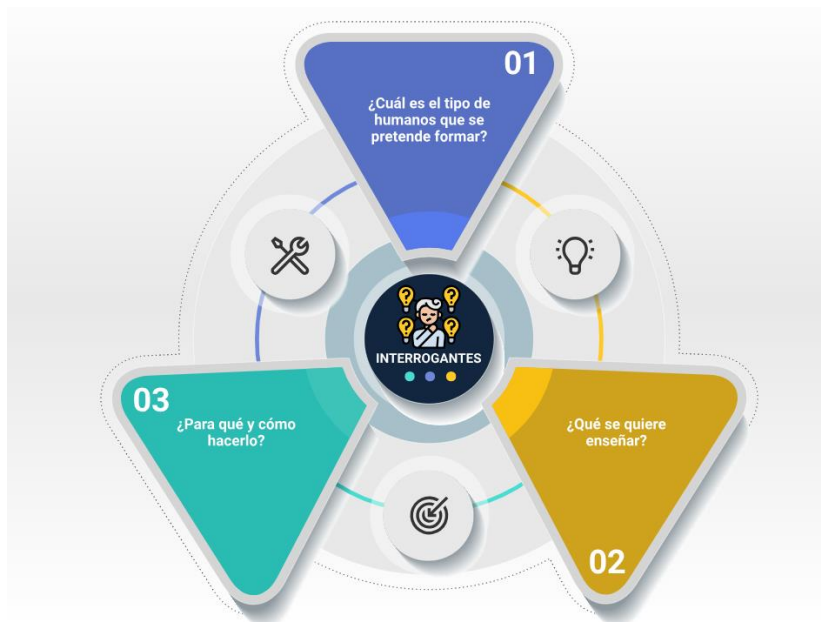 01
¿Cuál es el tipo de
humanos que se
pretende formar?
INTERROGANTES
03
¿Para qué y cómo
hacerlo?
¿Qué se quiere
enseñar?
02